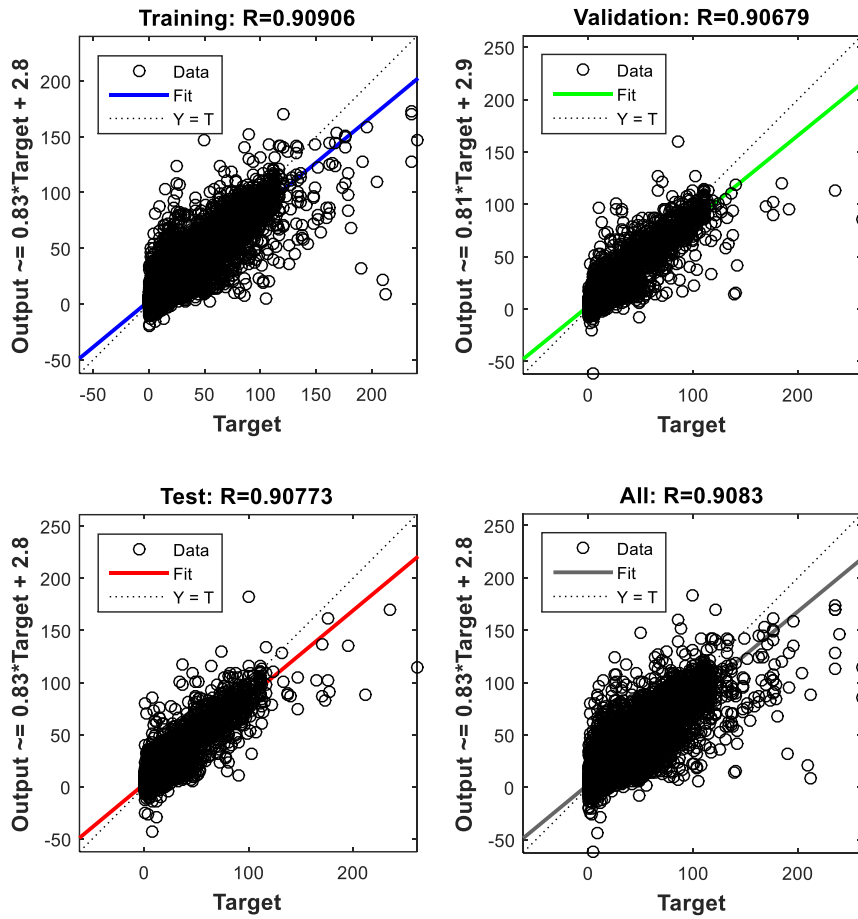 Training: R=0.90906
Output ~= 0.83*Target + 2.8
200
150
100
50
0
-50
Data
Fit
Y = T
-50
0
50
100
150
200
Target
Validation: R=0.90679
Output ~= 0.81*Target + 2.9
250
200
150
100
50
0
-50
Data
Fit
Y = T
0
100
200
Target
Test: R=0.90773
Output ~= 0.83*Target + 2.8
250
200
150
100
50
0
-50
Data
Fit
Y = T
0
100
200
Target
All: R=0.9083
Output ~= 0.83*Target + 2.8
250
200
150
100
50
0
-50
Data
Fit
Y = T
0
100
200
Target